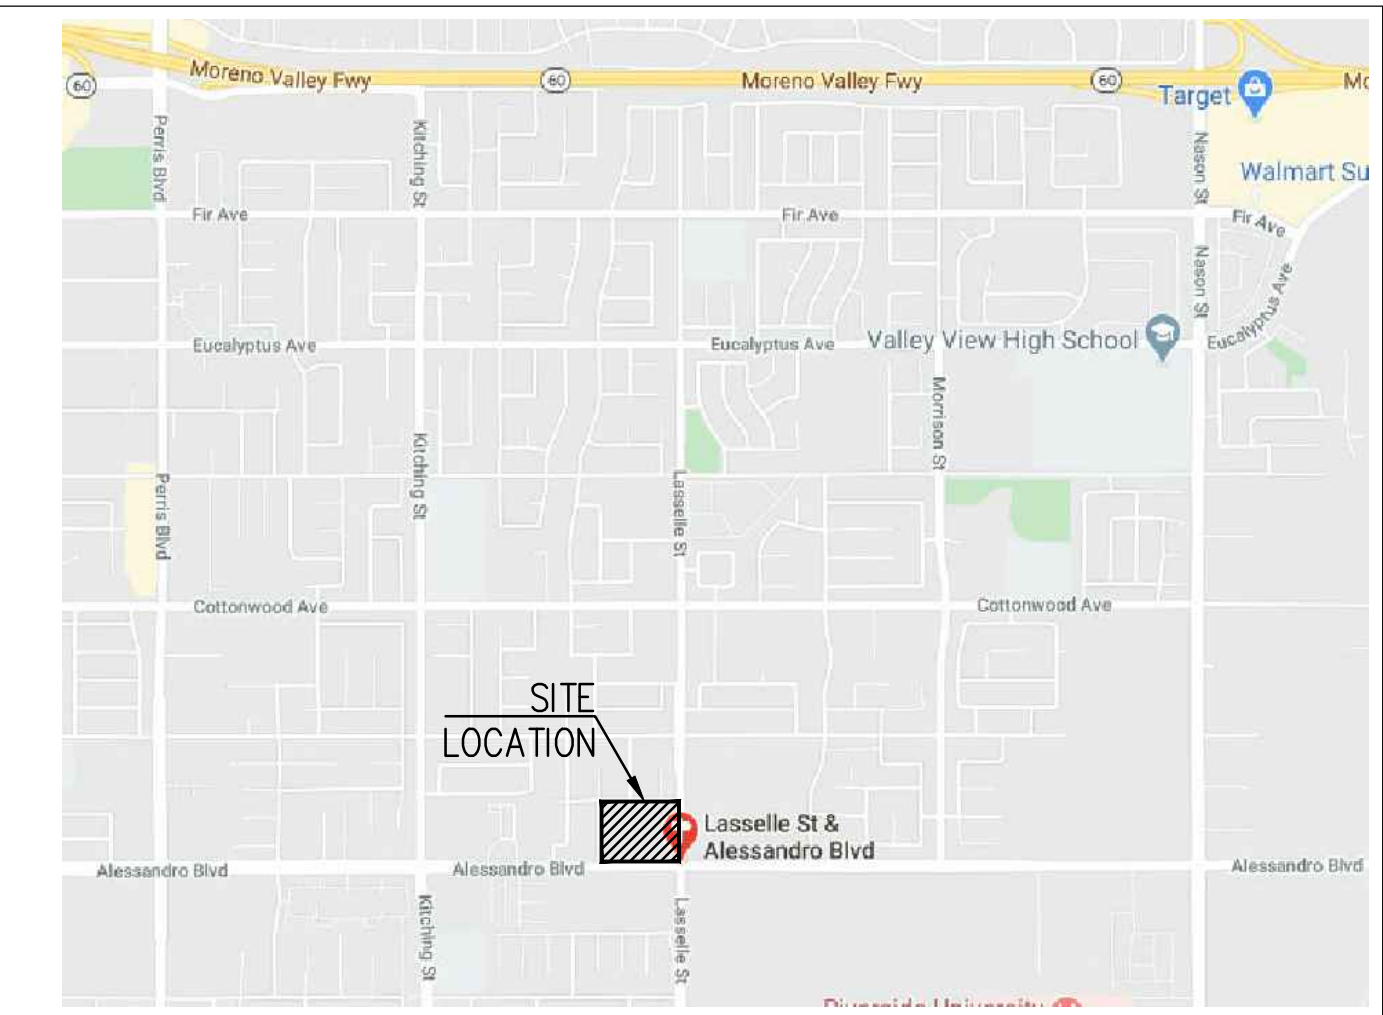 Moreno Valley Fwy
60
60
Moreno Valley Fwy
60
Target
Perris Blvd
Kitching St
Nason St
Walmart Su
Fir Ave
Fir Ave
Fir Ave
Nason St
Eucalyptus Ave
Eucalyptus Ave
Eucalyptus Ave
Valley View High School
Morrison St
Kitching St
Perris Blvd
Lasselle St
Cottonwood Ave
Cottonwood Ave
SITE
LOCATION
Lasselle St &
Alessandro Blvd
Alessandro Blvd
Alessandro Blvd
Alessandro Blvd
Kitching St
Lasselle St
Riverside University